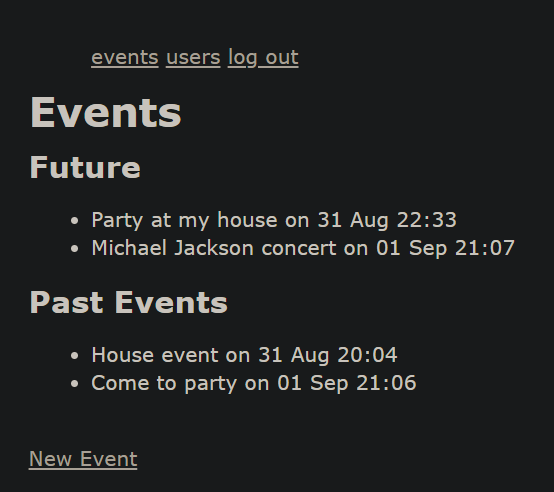 events users log out
Events
Future
Party at my house on 31 Aug 22:33
Michael Jackson concert on 01 Sep 21:07
Past Events
House event on 31 Aug 20:04
Come to party on 01 Sep 21:06
New Event